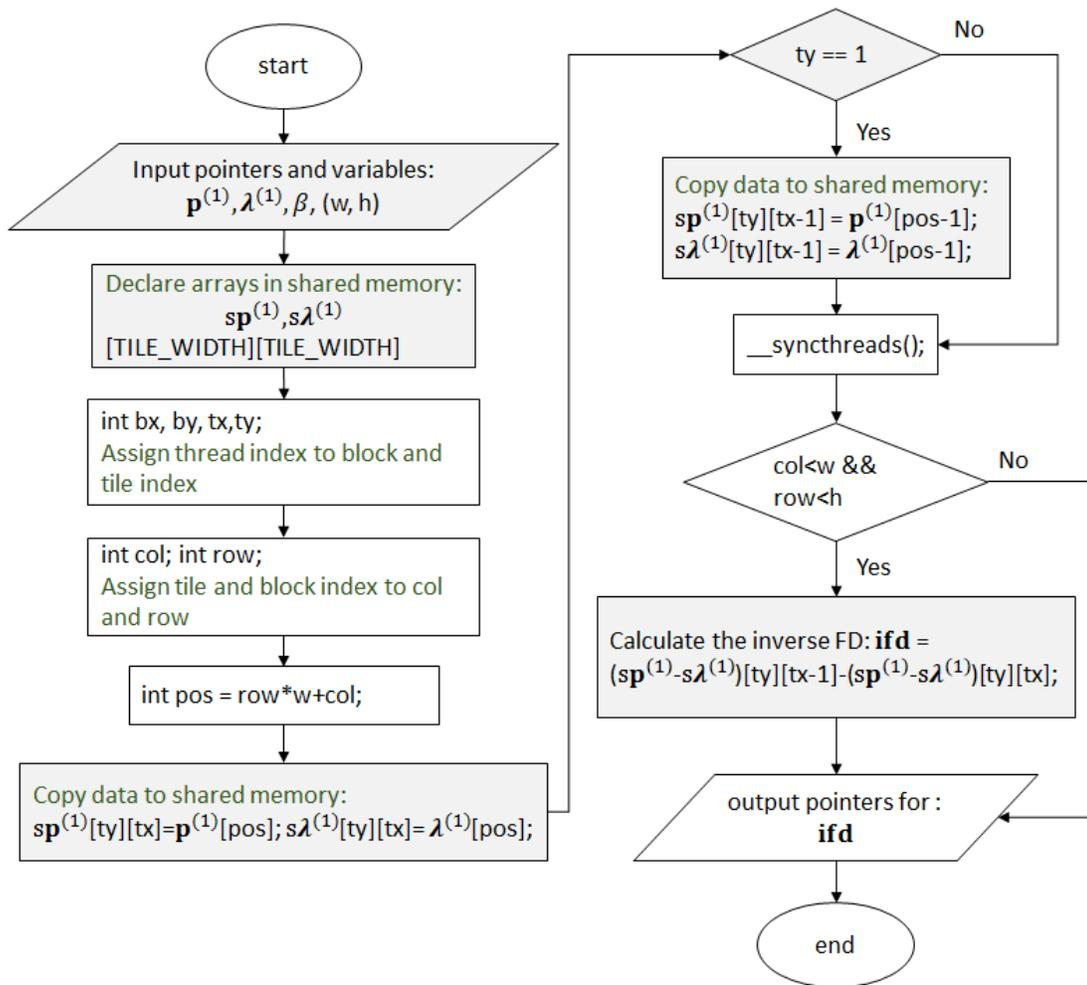 start
Input pointers and variables:
𝐩⁽¹⁾, 𝝀⁽¹⁾, β, (w, h)
Declare arrays in shared memory:
s𝐩⁽¹⁾,s𝝀⁽¹⁾
[TILE_WIDTH][TILE_WIDTH]
int bx, by, tx,ty;
Assign thread index to block and
tile index
int col; int row;
Assign tile and block index to col
and row
int pos = row*w+col;
Copy data to shared memory:
s𝐩⁽¹⁾[ty][tx]=𝐩⁽¹⁾[pos]; s𝝀⁽¹⁾[ty][tx]= 𝝀⁽¹⁾[pos];
ty == 1
No
Yes
Copy data to shared memory:
s𝐩⁽¹⁾[ty][tx-1] = 𝐩⁽¹⁾[pos-1];
s𝝀⁽¹⁾[ty][tx-1] = 𝝀⁽¹⁾[pos-1];
__syncthreads();
col<w &&
row<h
No
Yes
Calculate the inverse FD: ifd =
(s𝐩⁽¹⁾-s𝝀⁽¹⁾)[ty][tx-1]-(s𝐩⁽¹⁾-s𝝀⁽¹⁾)[ty][tx];
output pointers for :
ifd
end